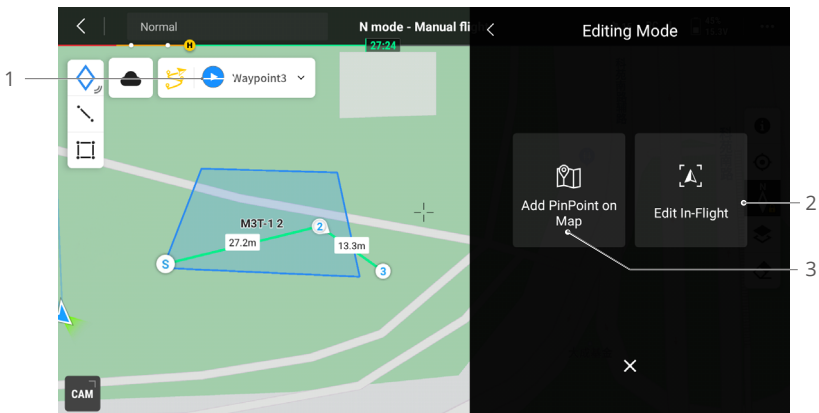 Normal
N mode - Manual fli
Editing Mode
H
27:24
1
Waypoint3
2
Add PinPoint on
Map
Edit In-Flight
M3T-1 2
2
27.2m
13.3m
S
3
3
CAM